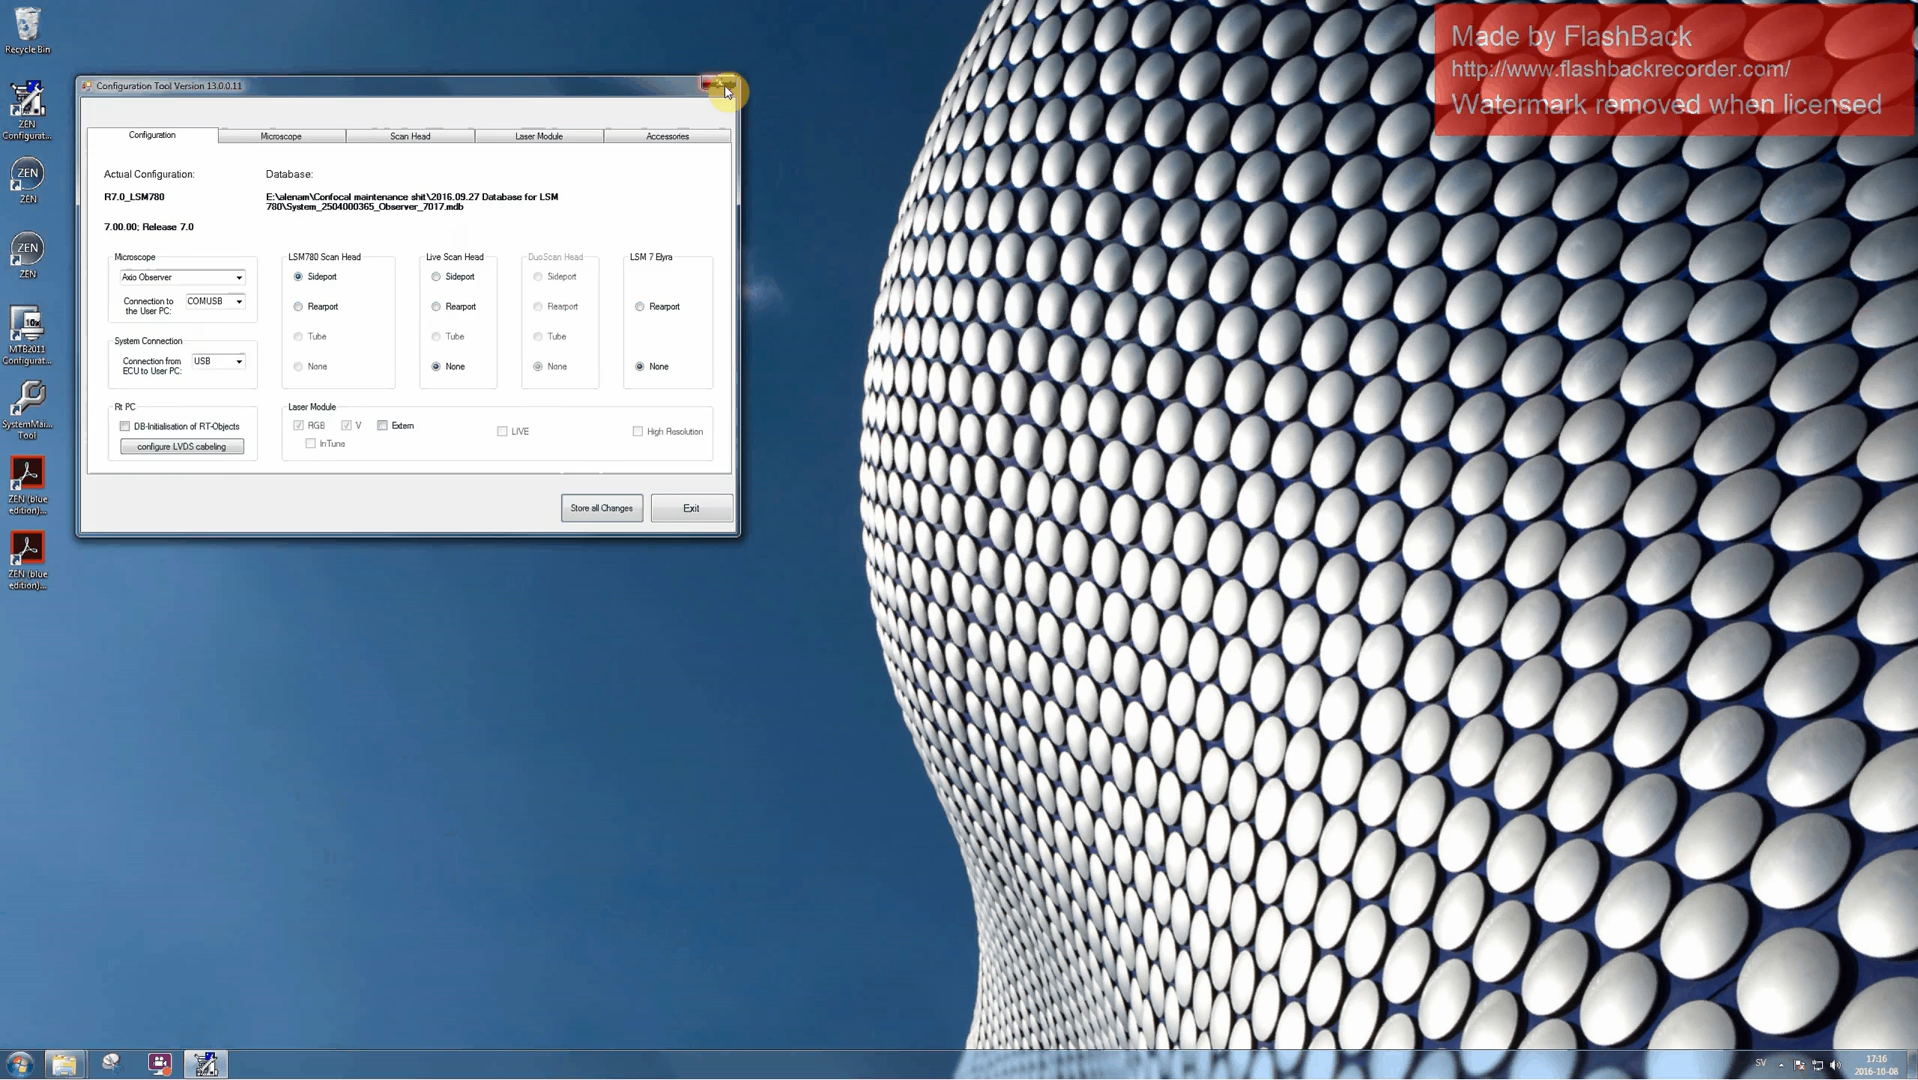 Recycle Bin
ZEN
Configurat...
ZEN
ZEN
MTB2011
Configurat...
SystemMai...
Tool
ZEN (blue
edition)...
ZEN (blue
edition)...
Made by FlashBack
http://www.flashbackrecorder.com/
Watermark removed when licensed
Configuration Tool Version 13.0.0.11
Configuration
Microscope
Scan Head
Laser Module
Accessories
Actual Configuration:
Database:
R7.0_LSM780
E:\alenam\Confocal maintenance shit\2016.09.27 Database for LSM
780\System_2504000365_Observer_7017.mdb
7.00.00; Release 7.0
Microscope
Axio Observer
Connection to
the User PC:
COMUSB
System Connection
Connection from
ECU to User PC:
USB
Rt PC
DB-Initialisation of RT-Objects
configure LVDS cabeling
LSM780 Scan Head
Sideport
Rearport
Tube
None
Live Scan Head
Sideport
Rearport
Tube
None
DuoScan Head
Sideport
Rearport
Tube
None
LSM 7 Elyra
Rearport
None
Laser Module
RGB
V
Extern
InTune
LIVE
High Resolution
Store all Changes
Exit
10x
SV
17:16
2016-10-08